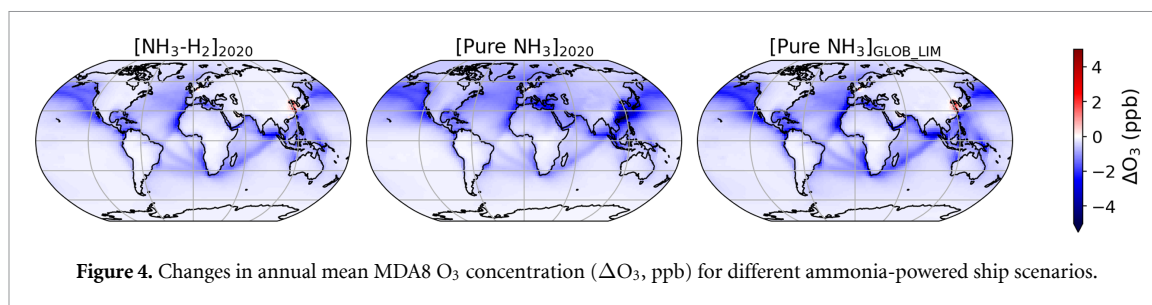 [NH₃-H₂]₂₀₂₀ [Pure NH₃]₂₀₂₀ [Pure NH₃]GLOB_LIM
4
2
0
−2
−4
ΔO₃ (ppb)
Figure 4. Changes in annual mean MDA8 O₃ concentration (ΔO₃, ppb) for different ammonia-powered ship scenarios.